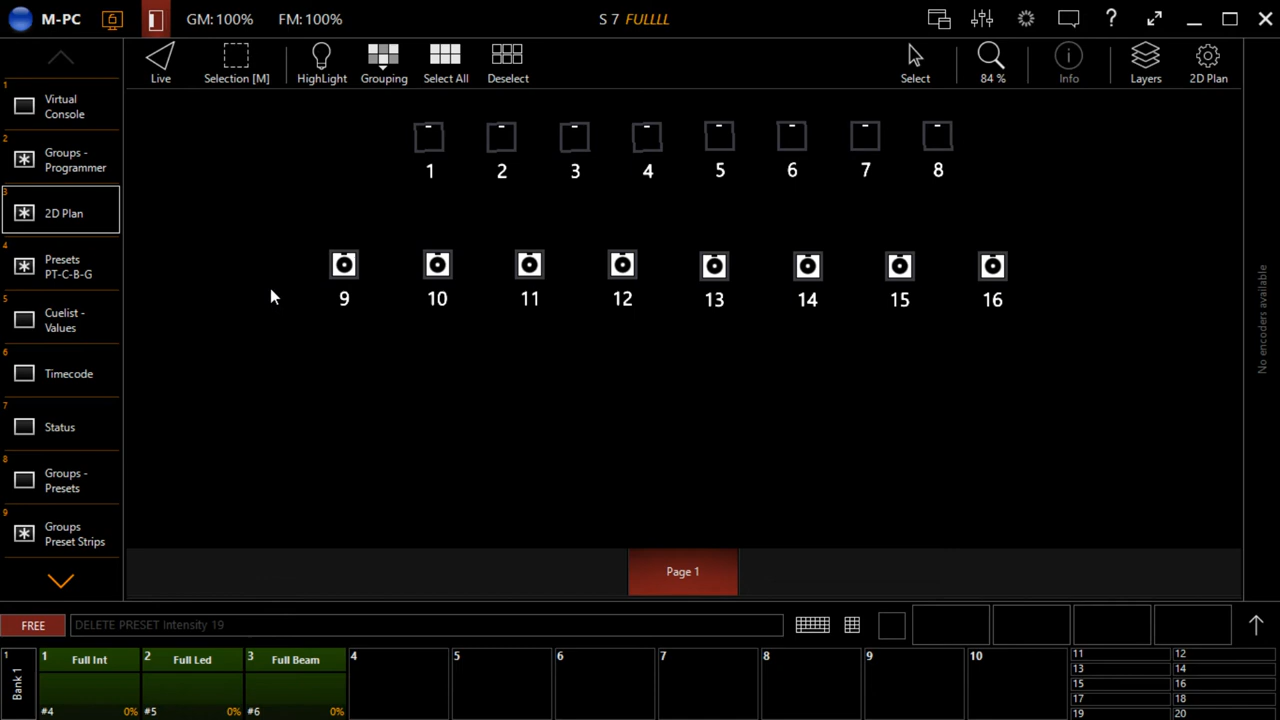 M-PC 6 GM: 100% FM: 100% S 7 FULLLL ?
Live Selection [M] HighLight Grouping Select All Deselect Select 84 % Info Layers 2D Plan
1 Virtual Console
2 Groups - Programmer
3 2D Plan
4 Presets PT-C-B-G
5 Cuelist - Values
6 Timecode
7 Status
8 Groups - Presets
9 Groups Preset Strips
1 2 3 4 5 6 7 8
9 10 11 12 13 14 15 16
No encoders available
Page 1
FREE DELETE PRESET Intensity 19
1 Bank 1
1 Full Int 2 Full Led 3 Full Beam 4 5 6 7 8 9 10
#4 0% #5 0% #6 0%
11 12
13 14
15 16
17 18
19 20